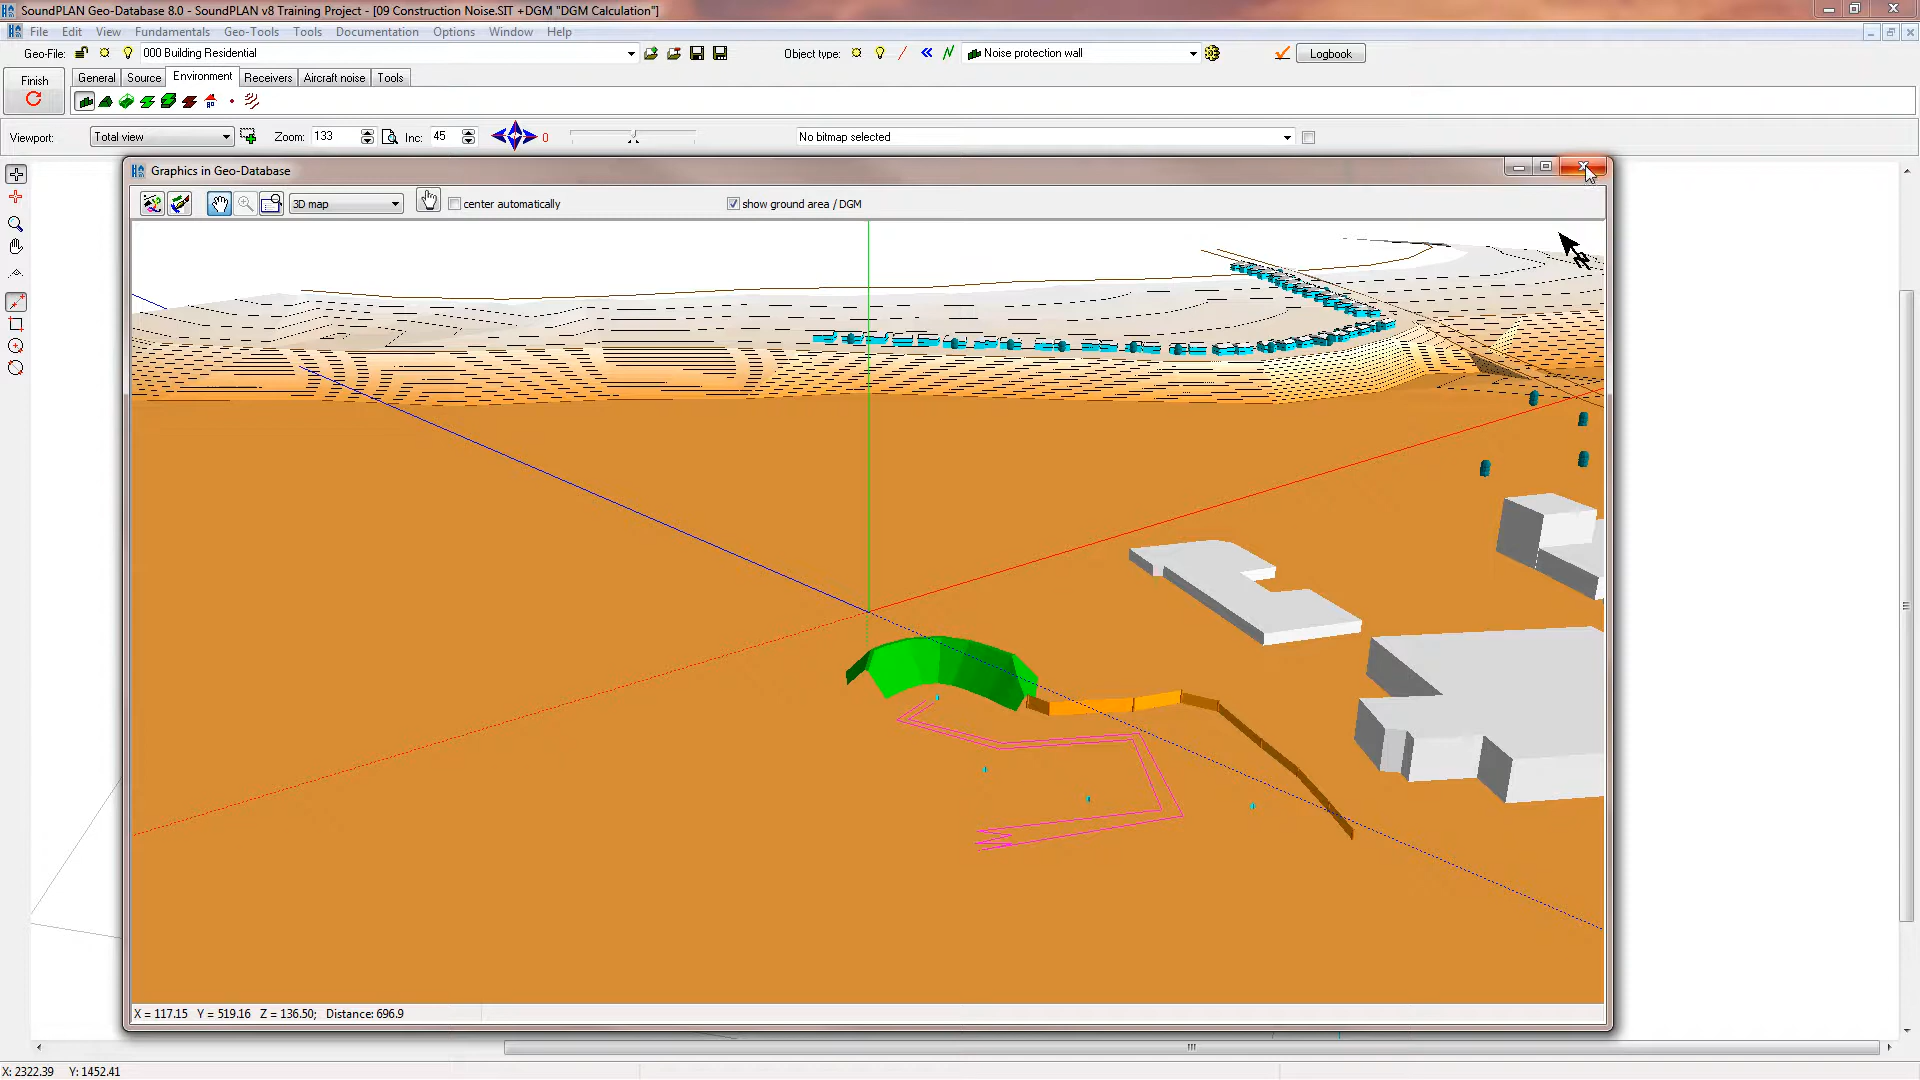 SoundPLAN Geo-Database 8.0 - SoundPLAN v8 Training Project - [09 Construction Noise.SIT +DGM "DGM Calculation"]
File Edit View Fundamentals Geo-Tools Tools Documentation Options Window Help
Geo-File: 000 Building Residential Object type: Noise protection wall Logbook
Finish General Source Environment Receivers Aircraft noise Tools
Viewport: Total view Zoom: 133 Inc: 45 0 No bitmap selected
Graphics in Geo-Database
3D map center automatically show ground area / DGM
X = 117.15 Y = 519.16 Z = 136.50; Distance: 696.9
X: 2322.39 Y: 1452.41